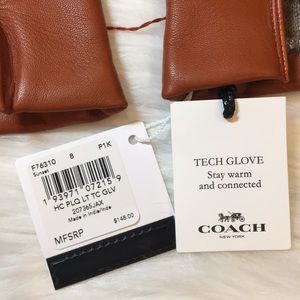 F76310 8 P1K
Sunset
1 93971 07215 9
HC PLQ LT TC GLV
207365JAX
Made in India/Inde
MFSRP $145.00
TECH GLOVE
Stay warm
and connected
COACH
NEW YORK